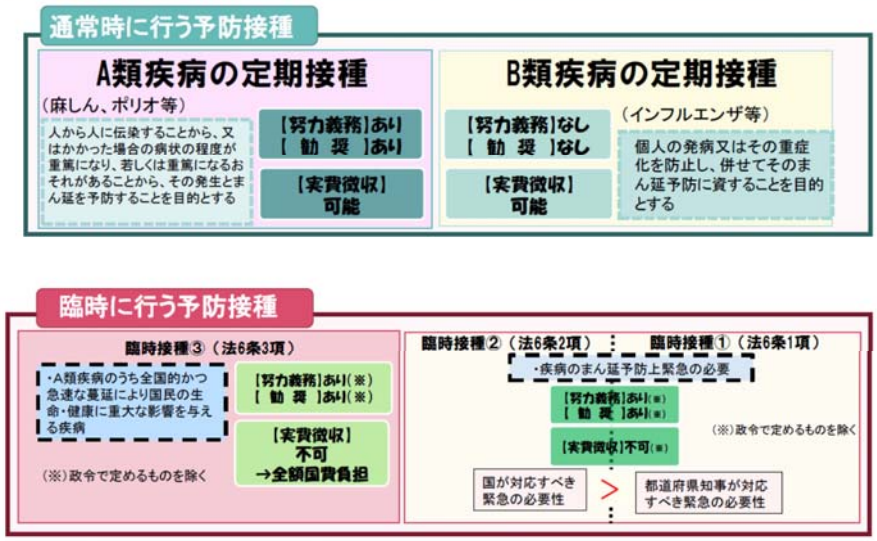 通常時に行う予防接種
A類疾病の定期接種
(麻しん、ポリオ等)
人から人に伝染することから、又
はかかった場合の病状の程度が
重篤になり、若しくは重篤になるお
それがあることから、その発生とま
ん延を予防することを目的とする
【努力義務】あり
【 勧 奨 】あり
【実費徴収】
可能
B類疾病の定期接種
【努力義務】なし
【 勧 奨 】なし
【実費徴収】
可能
(インフルエンザ等)
個人の発病又はその重症
化を防止し、併せてそのま
ん延予防に資することを目的
とする
臨時に行う予防接種
臨時接種③(法6条3項)
・A類疾病のうち全国的かつ
急速な蔓延により国民の生
命・健康に重大な影響を与え
る疾病
【努力義務】あり(※)
【 勧 奨 】あり(※)
【実費徴収】
不可
→全額国費負担
(※)政令で定めるものを除く
臨時接種②(法6条2項)
臨時接種①(法6条1項)
・疾病のまん延予防上緊急の必要
【努力義務】あり(※)
【 勧 奨 】あり(※)
【実費徴収】不可(※)
(※)政令で定めるものを除く
国が対応すべき
緊急の必要性
>
都道府県知事が対応
すべき緊急の必要性